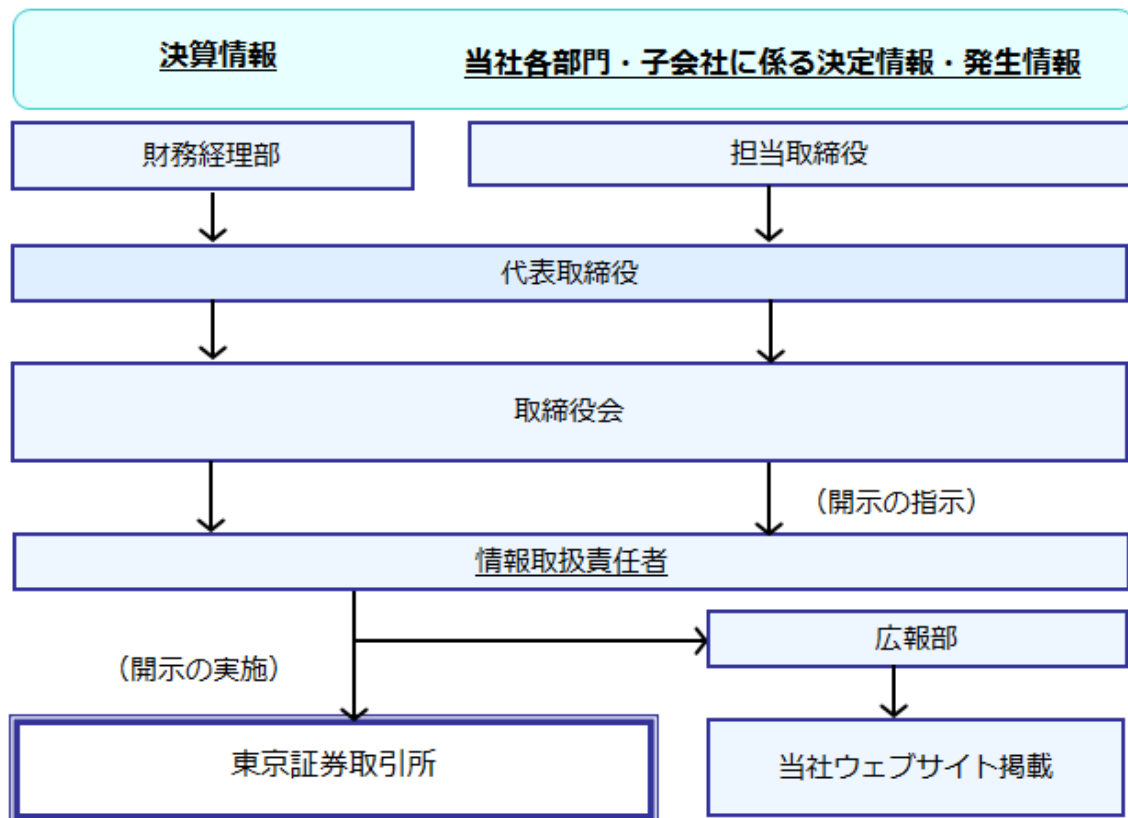 決算情報
当社各部門・子会社に係る決定情報・発生情報
財務経理部
担当取締役
代表取締役
取締役会
（開示の指示）
情報取扱責任者
広報部
（開示の実施）
東京証券取引所
当社ウェブサイト掲載